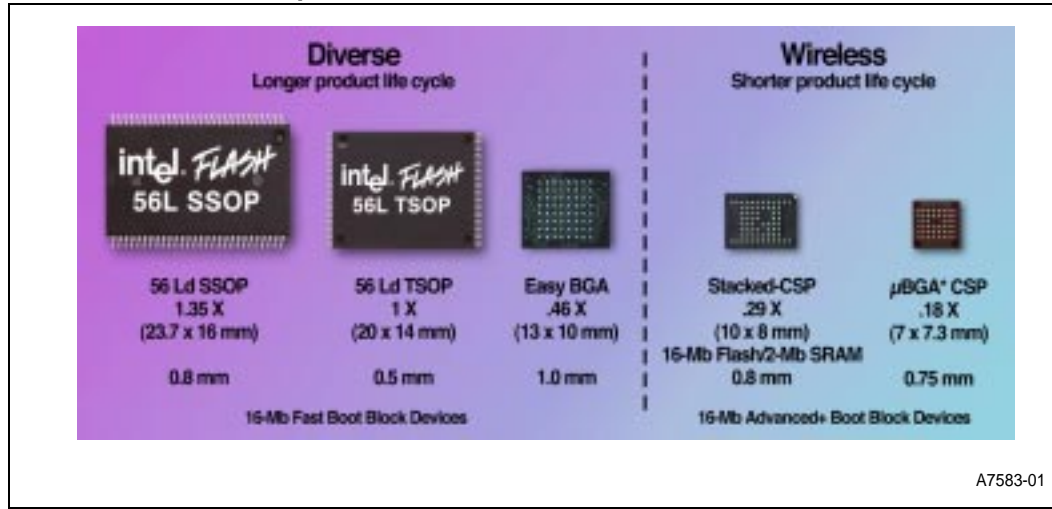 Diverse
Longer product life cycle
Wireless
Shorter product life cycle
intel. FLASH
56L SSOP
intel. FLASH
56L TSOP
56 Ld SSOP
1.35 X
(23.7 x 16 mm)
0.8 mm
56 Ld TSOP
1 X
(20 x 14 mm)
0.5 mm
Easy BGA
.46 X
(13 x 10 mm)
1.0 mm
16-Mb Fast Boot Block Devices
Stacked-CSP
.29 X
(10 x 8 mm)
16-Mb Flash/2-Mb SRAM
0.8 mm
µBGA* CSP
.18 X
(7 x 7.3 mm)
0.75 mm
16-Mb Advanced+ Boot Block Devices
A7583-01